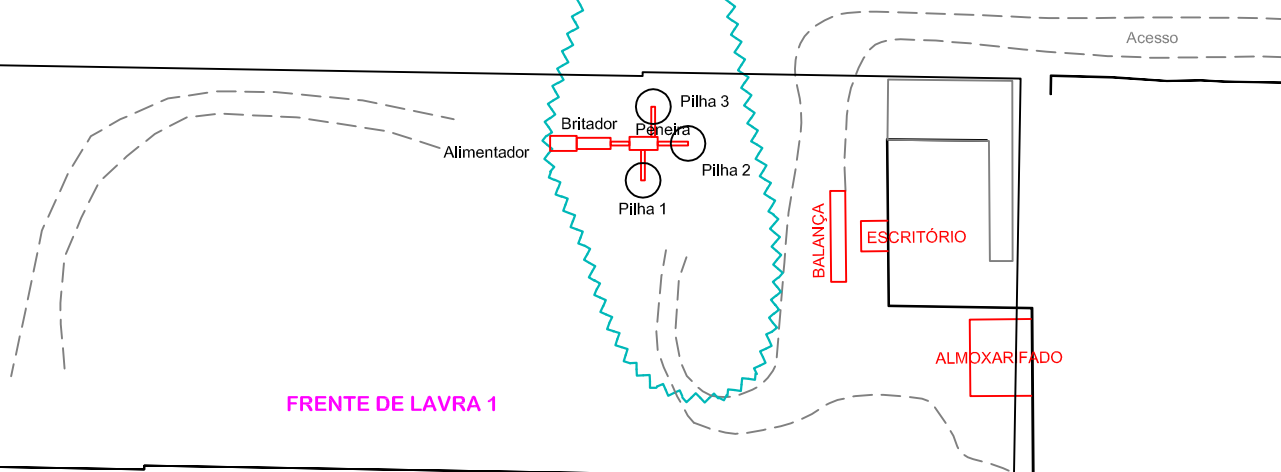 Acesso
Pilha 3
Britador
Peneira
Alimentador
Pilha 2
Pilha 1
BALANÇA
ESCRITÓRIO
ALMOXARIFADO
FRENTE DE LAVRA 1